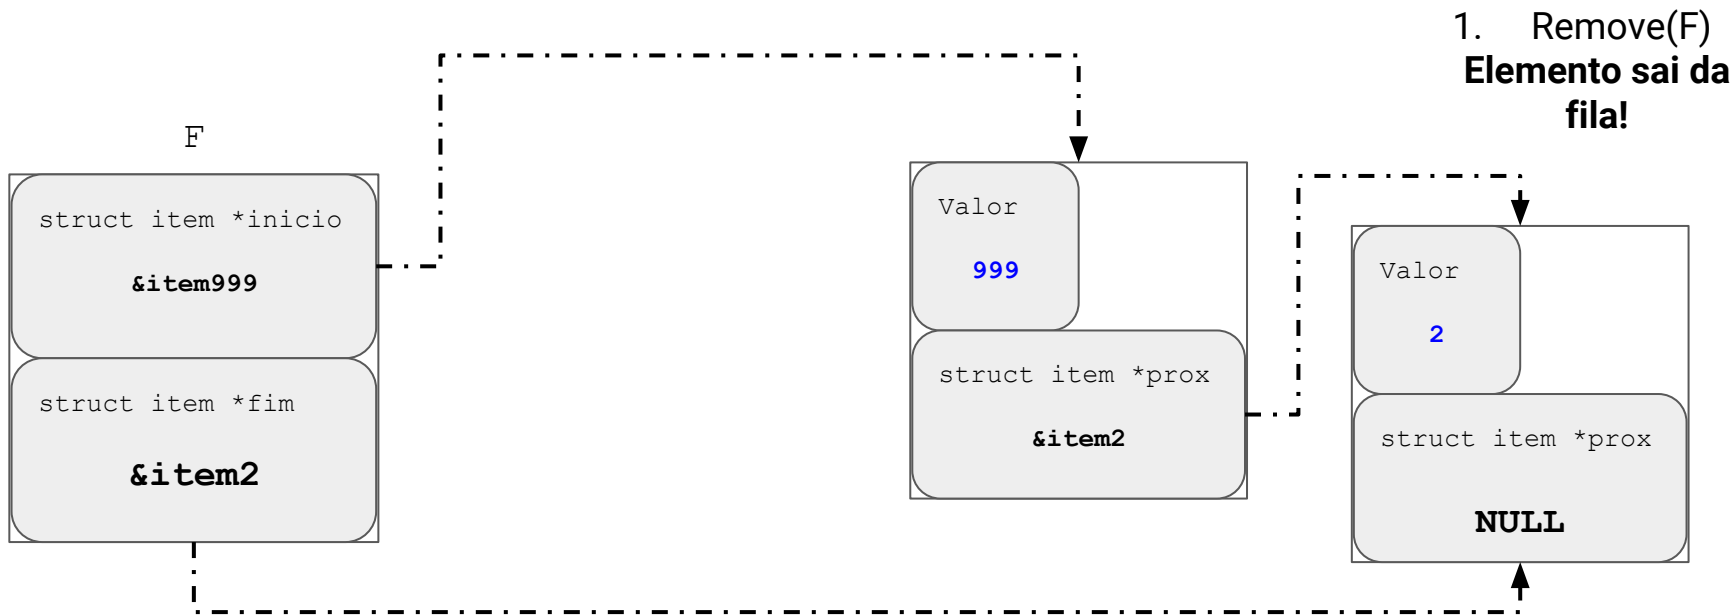 1. Remove(F)
Elemento sai da
fila!
F
struct item *inicio
&item999
struct item *fim
&item2
Valor
999
struct item *prox
&item2
Valor
2
struct item *prox
NULL